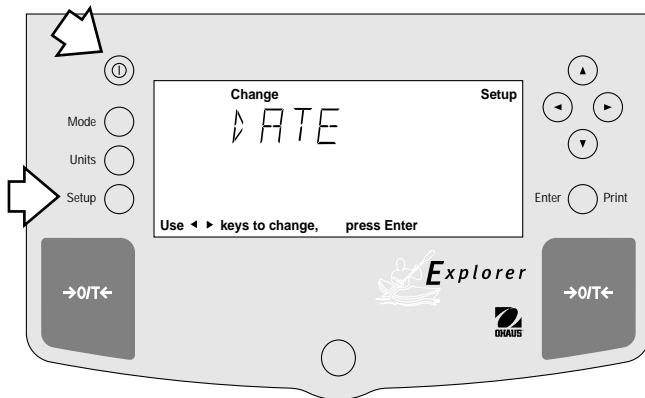 Change Setup
DATE
Mode
Units
Setup
Enter Print
Use ◄ ► keys to change, press Enter
Explorer
→0/T← →0/T←
OHAUS